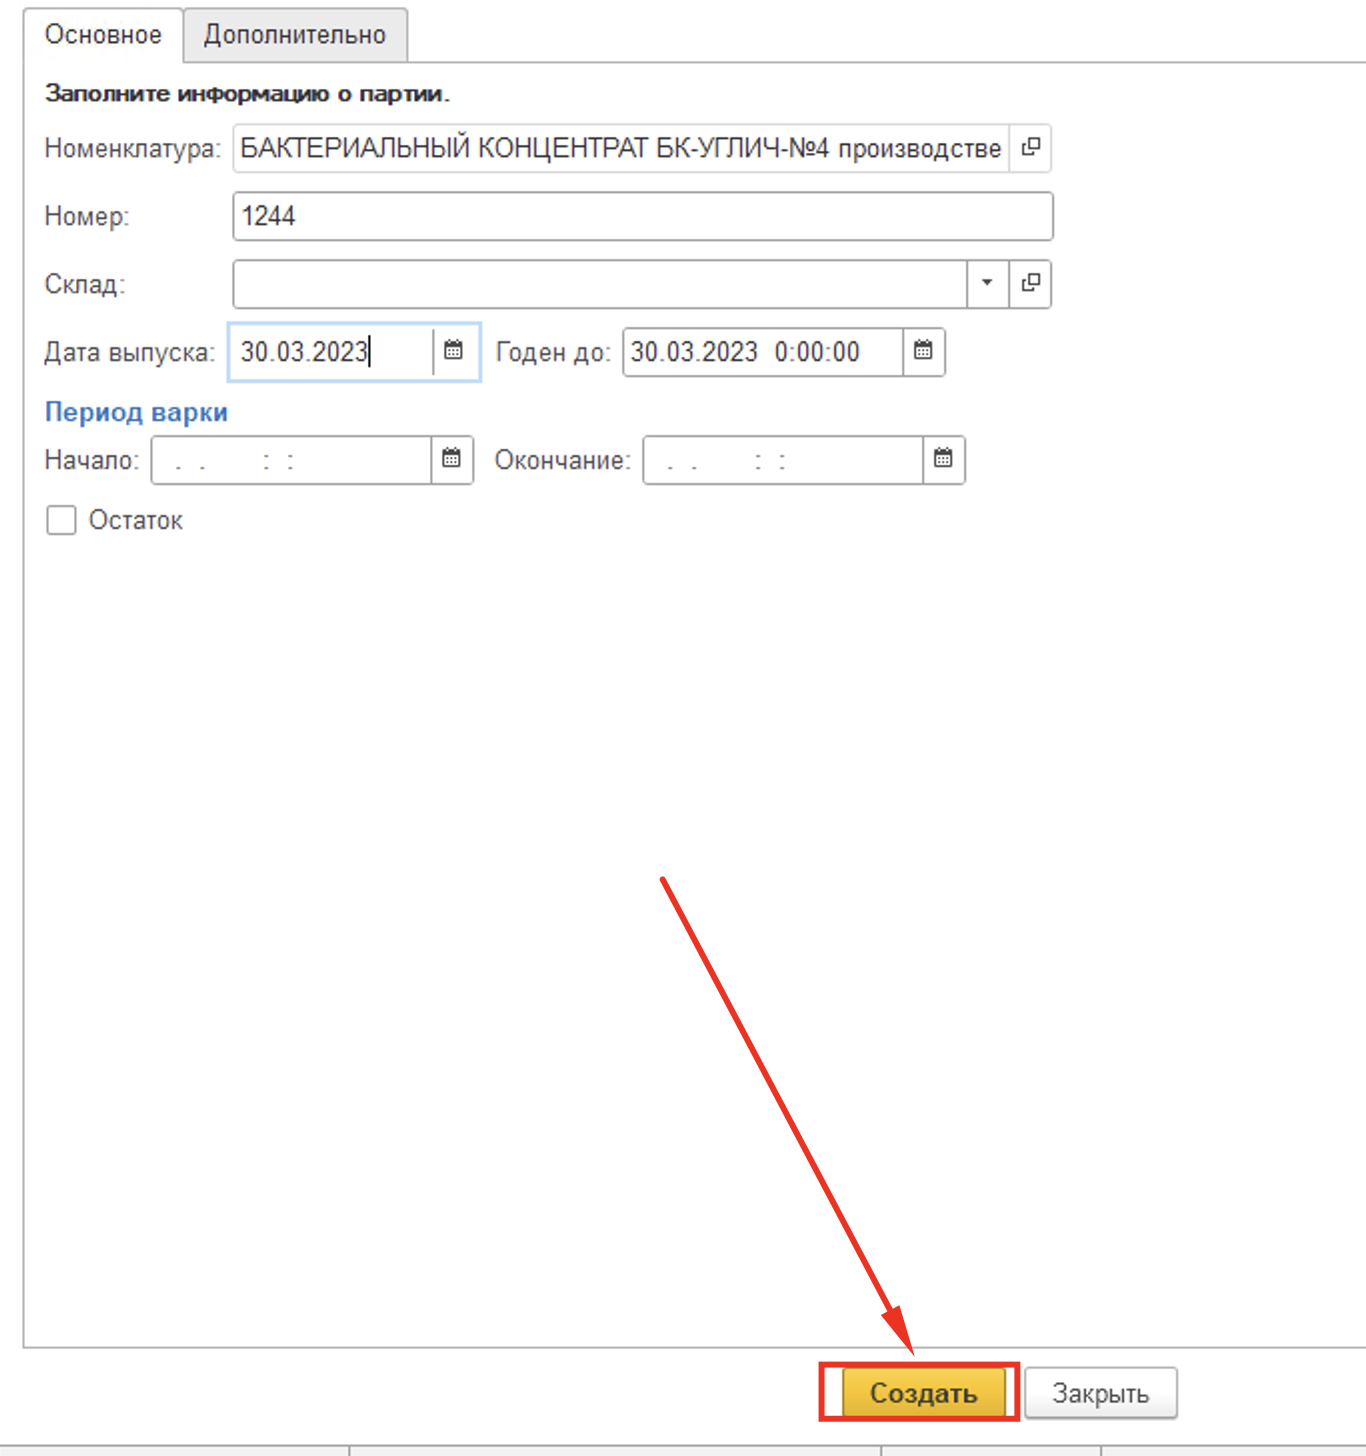 Основное Дополнительно
Заполните информацию о партии.
Номенклатура: БАКТЕРИАЛЬНЫЙ КОНЦЕНТРАТ БК-УГЛИЧ-№4 производстве
Номер: 1244
Склад:
Дата выпуска: 30.03.2023 Годен до: 30.03.2023 0:00:00
Период варки
Начало: . . : : Окончание: . . : :
Остаток
Создать Закрыть